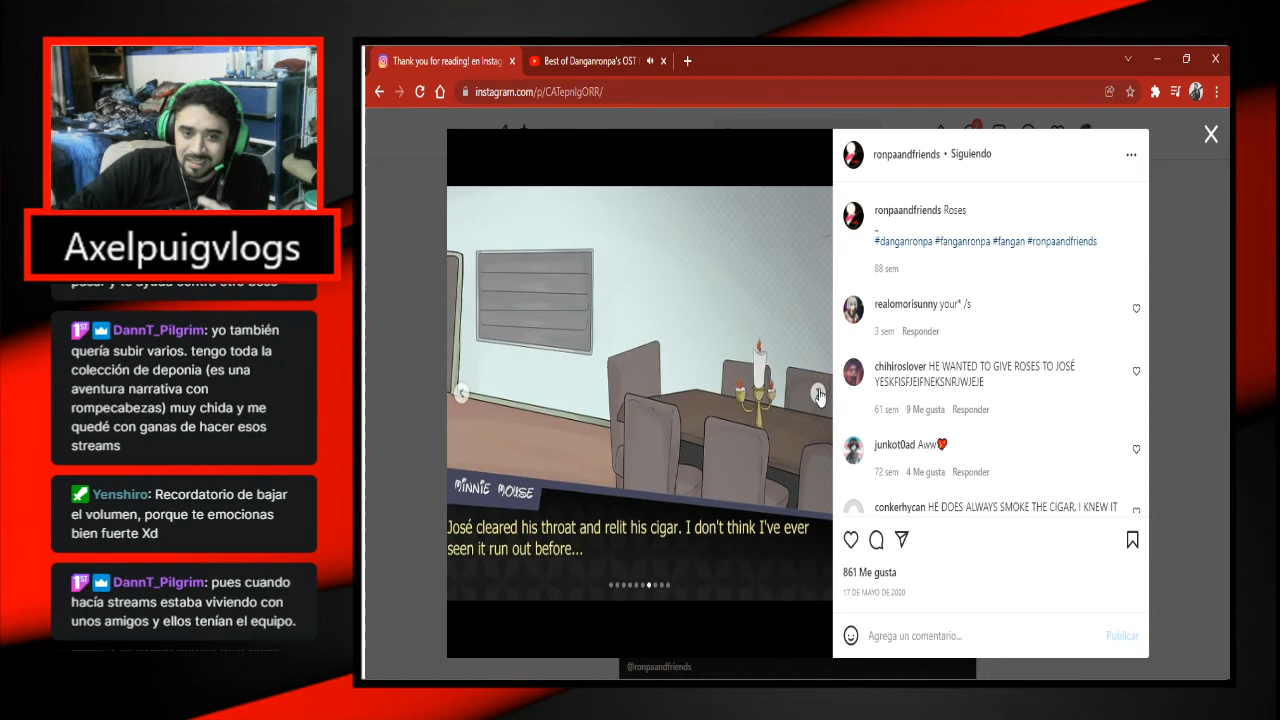 Axelpuigvlogs
DannT_Pilgrim: yo también
quería subir varios. tengo toda la
colección de deponia (es una
aventura narrativa con
rompecabezas) muy chida y me
quedé con ganas de hacer esos
streams
Yenshiro: Recordatorio de bajar
el volumen, porque te emocionas
bien fuerte Xd
DannT_Pilgrim: pues cuando
hacía streams estaba viviendo con
unos amigos y ellos tenían el equipo.
Thank you for reading! en Instag
Best of Danganronpa's OST
instagram.com/p/CATepnlgORR/
MINNIE MOUSE
José cleared his throat and relit his cigar. I don't think I've ever
seen it run out before...
@ronpaandfriends
ronpaandfriends • Siguiendo
ronpaandfriends Roses
_
#danganronpa #fanganronpa #fangan #ronpaandfriends
88 sem
realomorisunny your* /s
3 sem Responder
chihiroslover HE WANTED TO GIVE ROSES TO JOSÉ
YESKFISFJEIFNEKSNRJWJEJE
61 sem 9 Me gusta Responder
junkot0ad Aww
72 sem 4 Me gusta Responder
conkerhycan HE DOES ALWAYS SMOKE THE CIGAR, I KNEW IT
861 Me gusta
17 DE MAYO DE 2020
Agrega un comentario...
Publicar